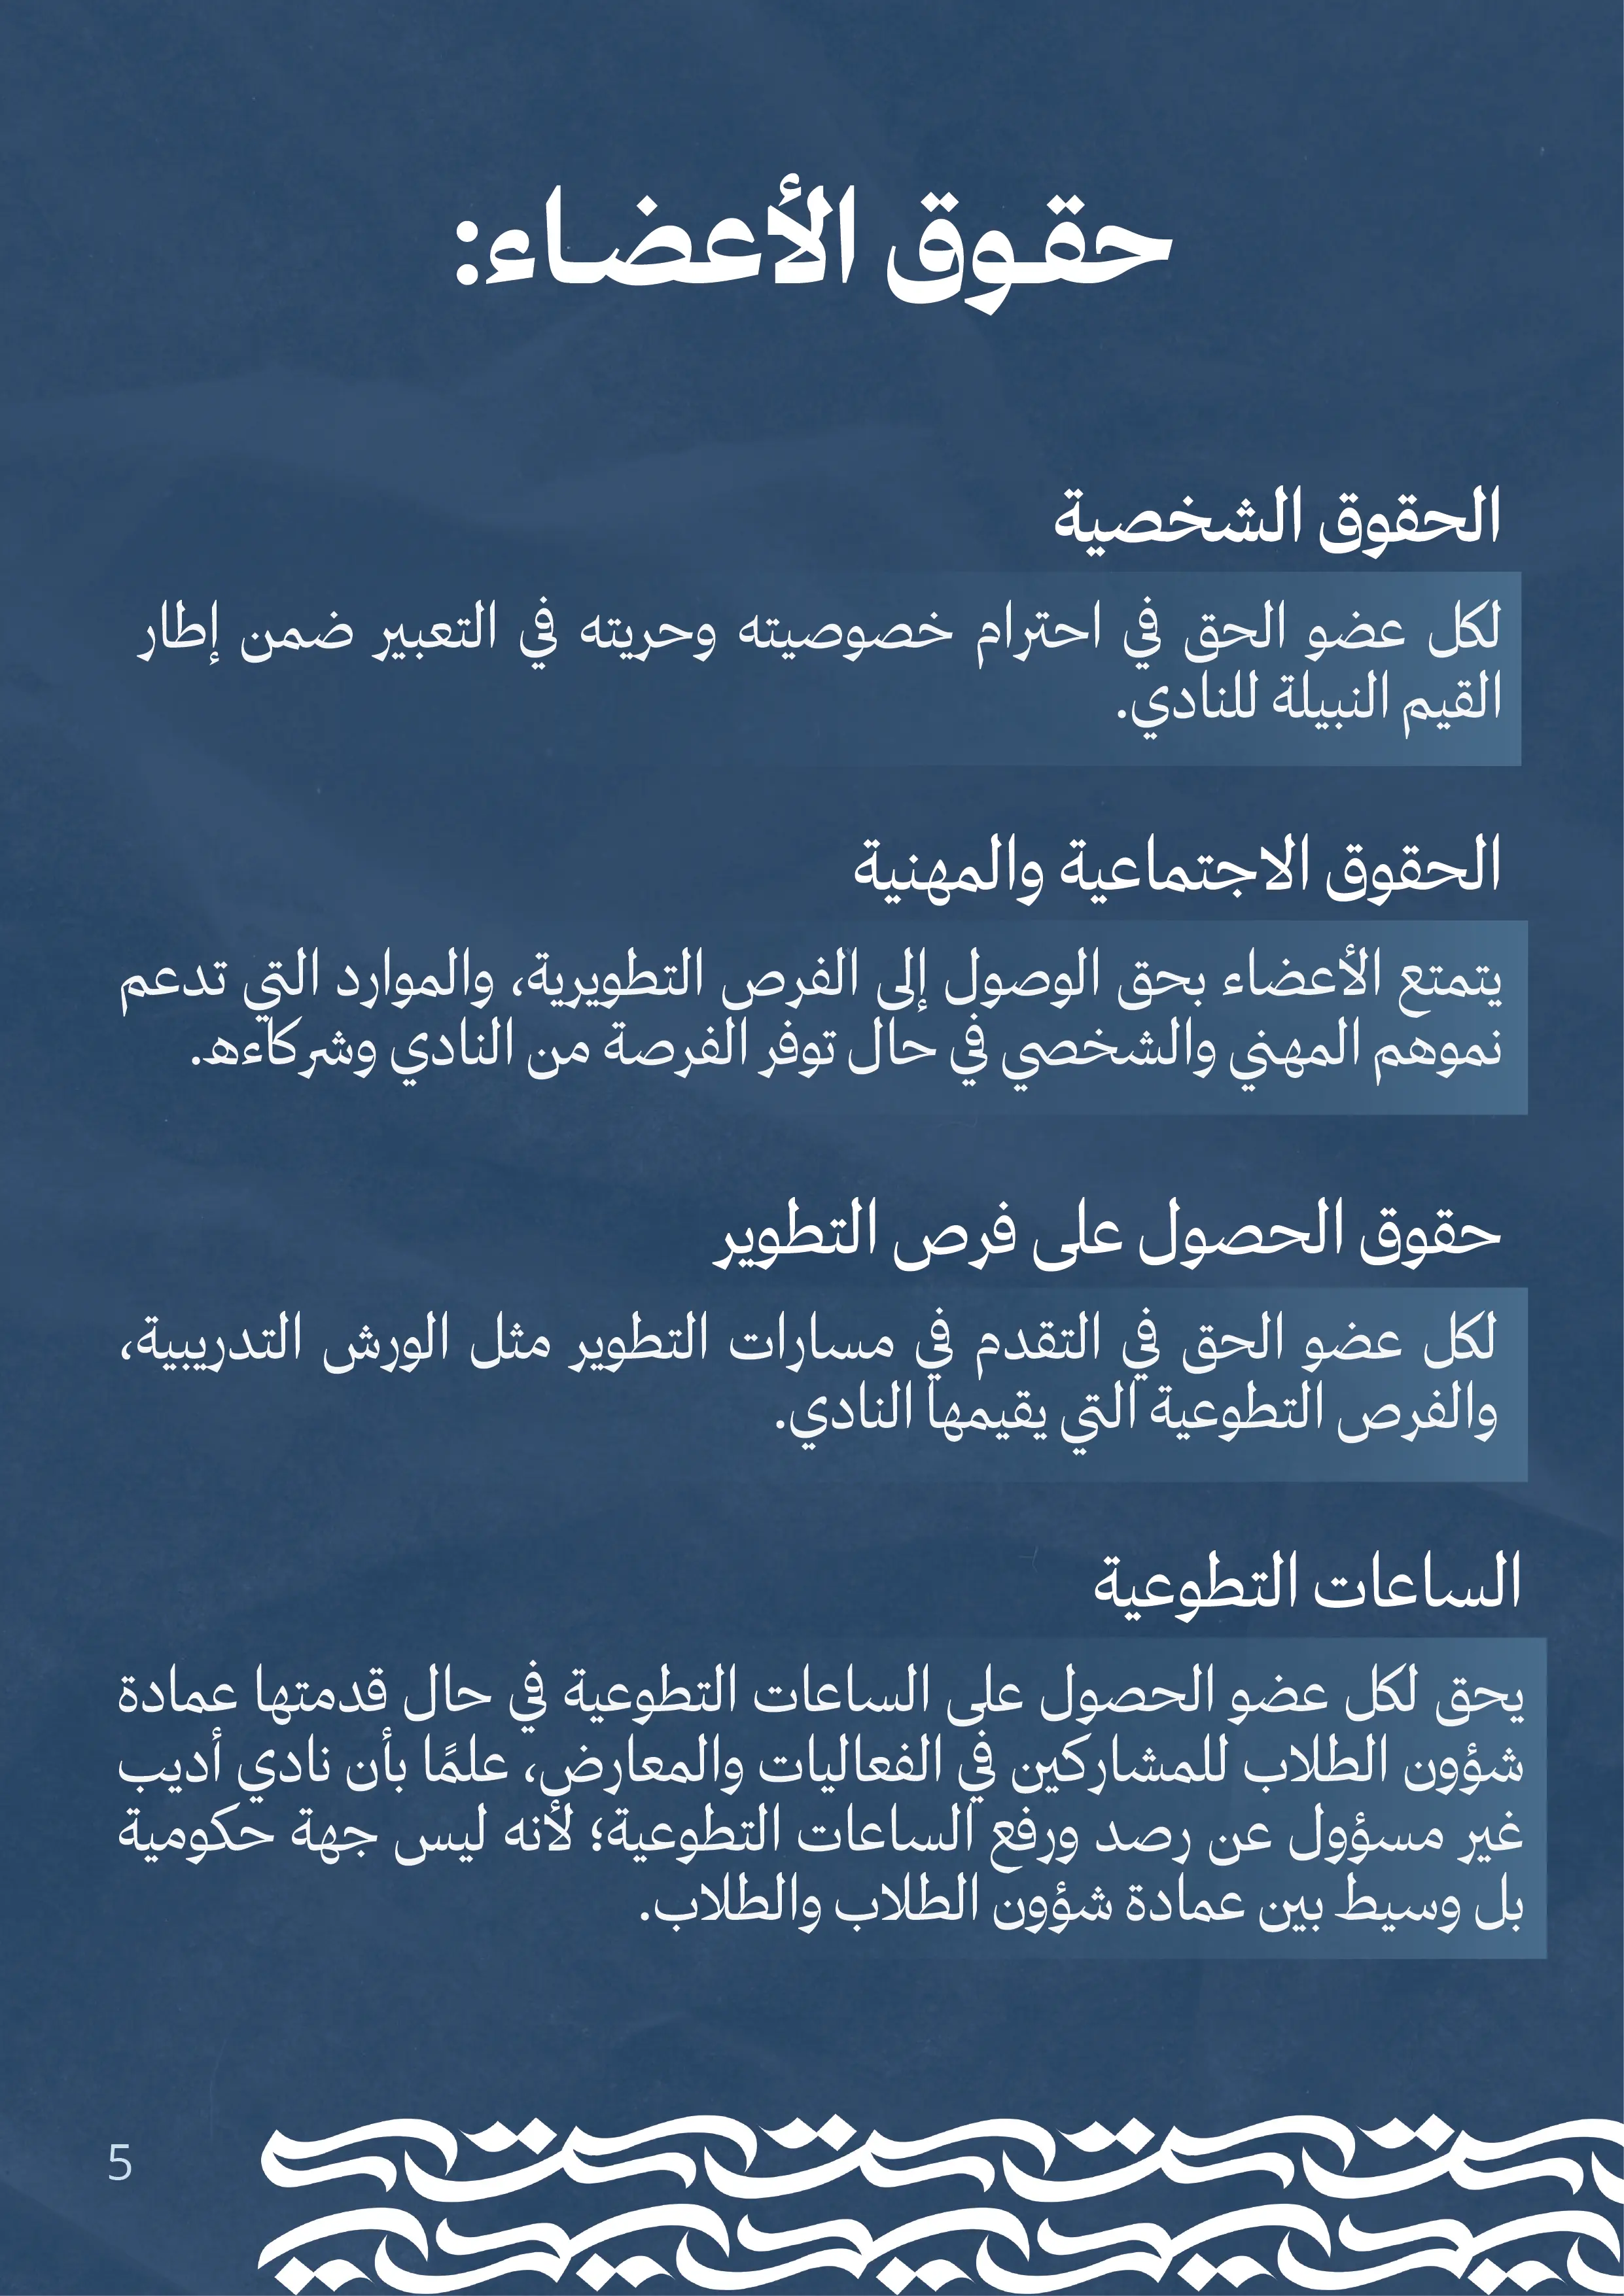 حقوق الأعضاء:
الحقوق الشخصية
لكل عضو الحق في احترام خصوصيته وحريته في التعبير ضمن إطار
القيم النبيلة للنادي.
الحقوق الاجتماعية والمهنية
يتمتع الأعضاء بحق الوصول إلى الفرص التطويرية، والموارد التي تدعم
نموهم المهني والشخصي في حال توفر الفرصة من النادي وشركاءه.
حقوق الحصول على فرص التطوير
لكل عضو الحق في التقدم في مسارات التطوير مثل الورش التدريبية،
والفرص التطوعية التي يقيمها النادي.
الساعات التطوعية
يحق لكل عضو الحصول على الساعات التطوعية في حال قدمتها عمادة
شؤون الطلاب للمشاركين في الفعاليات والمعارض، علمًا بأن نادي أديب
غير مسؤول عن رصد ورفع الساعات التطوعية؛ لأنه ليس جهة حكومية
بل وسيط بين عمادة شؤون الطلاب والطلاب.
5